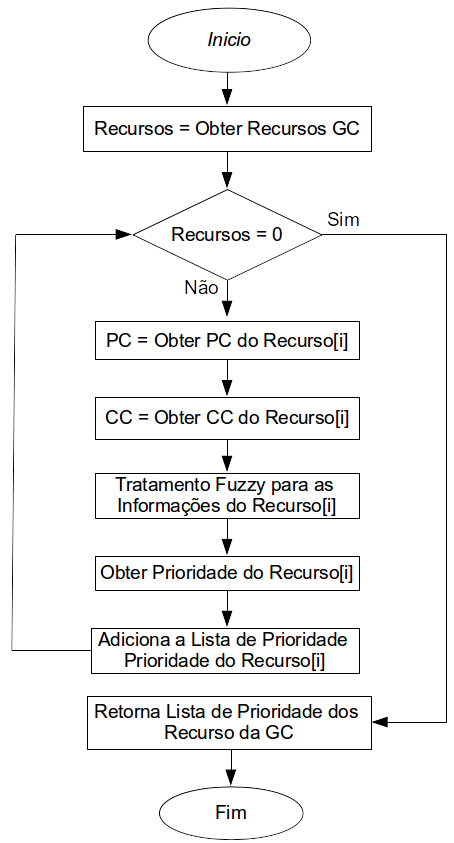 Inicio
Recursos = Obter Recursos GC
Recursos = 0
Sim
Não
PC = Obter PC do Recurso[i]
CC = Obter CC do Recurso[i]
Tratamento Fuzzy para as
Informações do Recurso[i]
Obter Prioridade do Recurso[i]
Adiciona a Lista de Prioridade
Prioridade do Recurso[i]
Retorna Lista de Prioridade dos
Recurso da GC
Fim